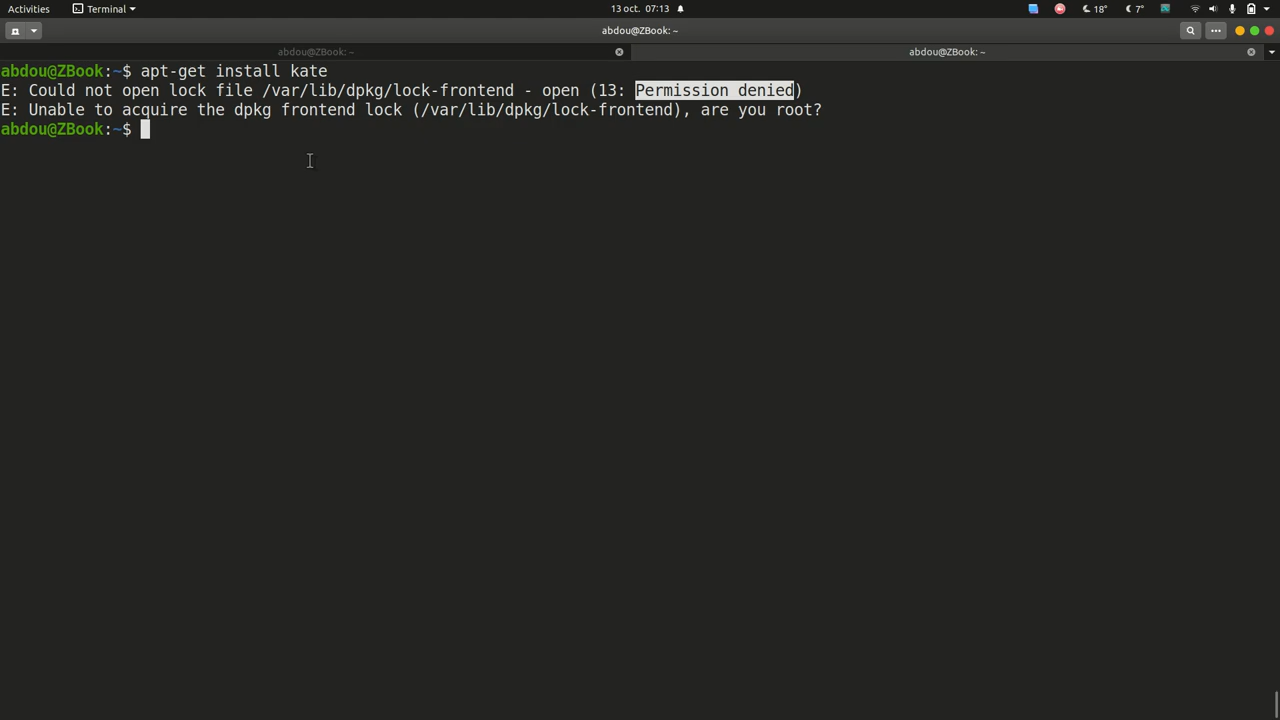 Activities Terminal 13 oct. 07:13 18° 7°
abdou@ZBook: ~
abdou@ZBook: ~ abdou@ZBook: ~
abdou@ZBook:~$ apt-get install kate
E: Could not open lock file /var/lib/dpkg/lock-frontend - open (13: Permission denied)
E: Unable to acquire the dpkg frontend lock (/var/lib/dpkg/lock-frontend), are you root?
abdou@ZBook:~$